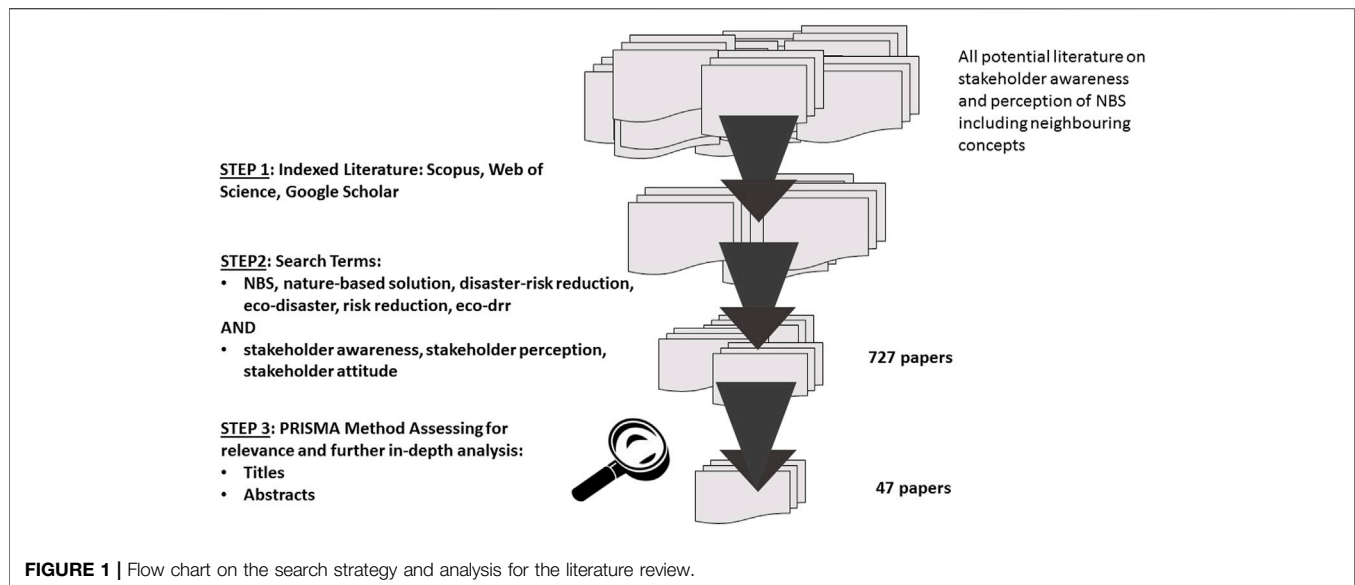 All potential literature on
stakeholder awareness
and perception of NBS
including neighbouring
concepts
STEP 1: Indexed Literature: Scopus, Web of
Science, Google Scholar
STEP2: Search Terms:
• NBS, nature-based solution, disaster-risk reduction,
eco-disaster, risk reduction, eco-drr
AND
• stakeholder awareness, stakeholder perception,
stakeholder attitude
727 papers
STEP 3: PRISMA Method Assessing for
relevance and further in-depth analysis:
• Titles
• Abstracts
47 papers
FIGURE 1 | Flow chart on the search strategy and analysis for the literature review.